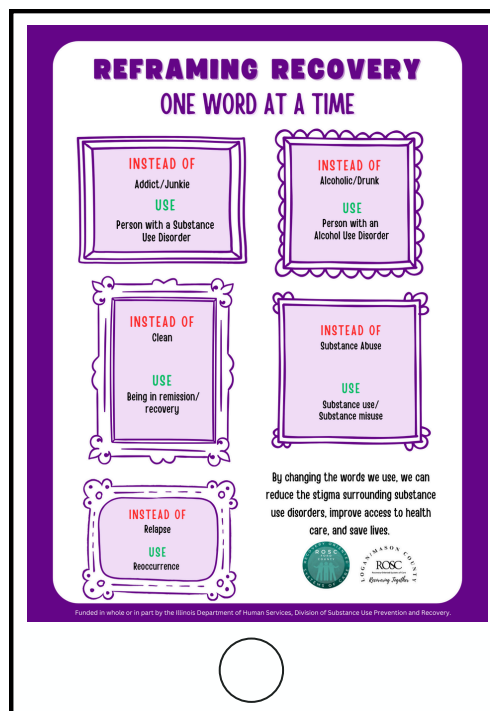 REFRAMING RECOVERY
ONE WORD AT A TIME
INSTEAD OF
Addict/Junkie
USE
Person with a Substance
Use Disorder
INSTEAD OF
Alcoholic/Drunk
USE
Person with an
Alcohol Use Disorder
INSTEAD OF
Clean
USE
Being in remission/
recovery
INSTEAD OF
Substance Abuse
USE
Substance use/
Substance misuse
INSTEAD OF
Relapse
USE
Reoccurrence
By changing the words we use, we can
reduce the stigma surrounding substance
use disorders, improve access to health
care, and save lives.
ROSC
LOGAN/MASON COUNTY
ROSC
Recovering Together
Funded in whole or in part by the Illinois Department of Human Services, Division of Substance Use Prevention and Recovery.